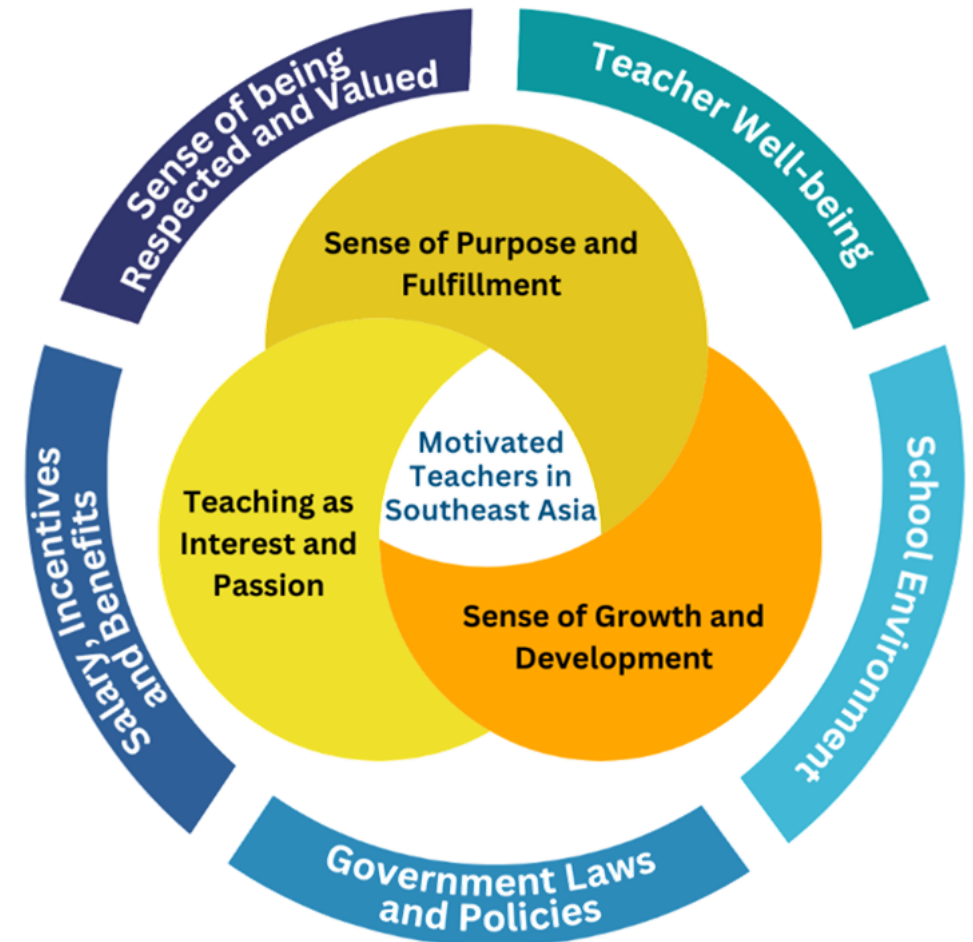 Sense of being
Respected and Valued
Teacher Well-being
Sense of Purpose and
Fulfillment
Motivated
Teachers in
Southeast Asia
Teaching as
Interest and
Passion
Sense of Growth and
Development
School Environment
Salary, Incentives
and Benefits
Government Laws
and Policies